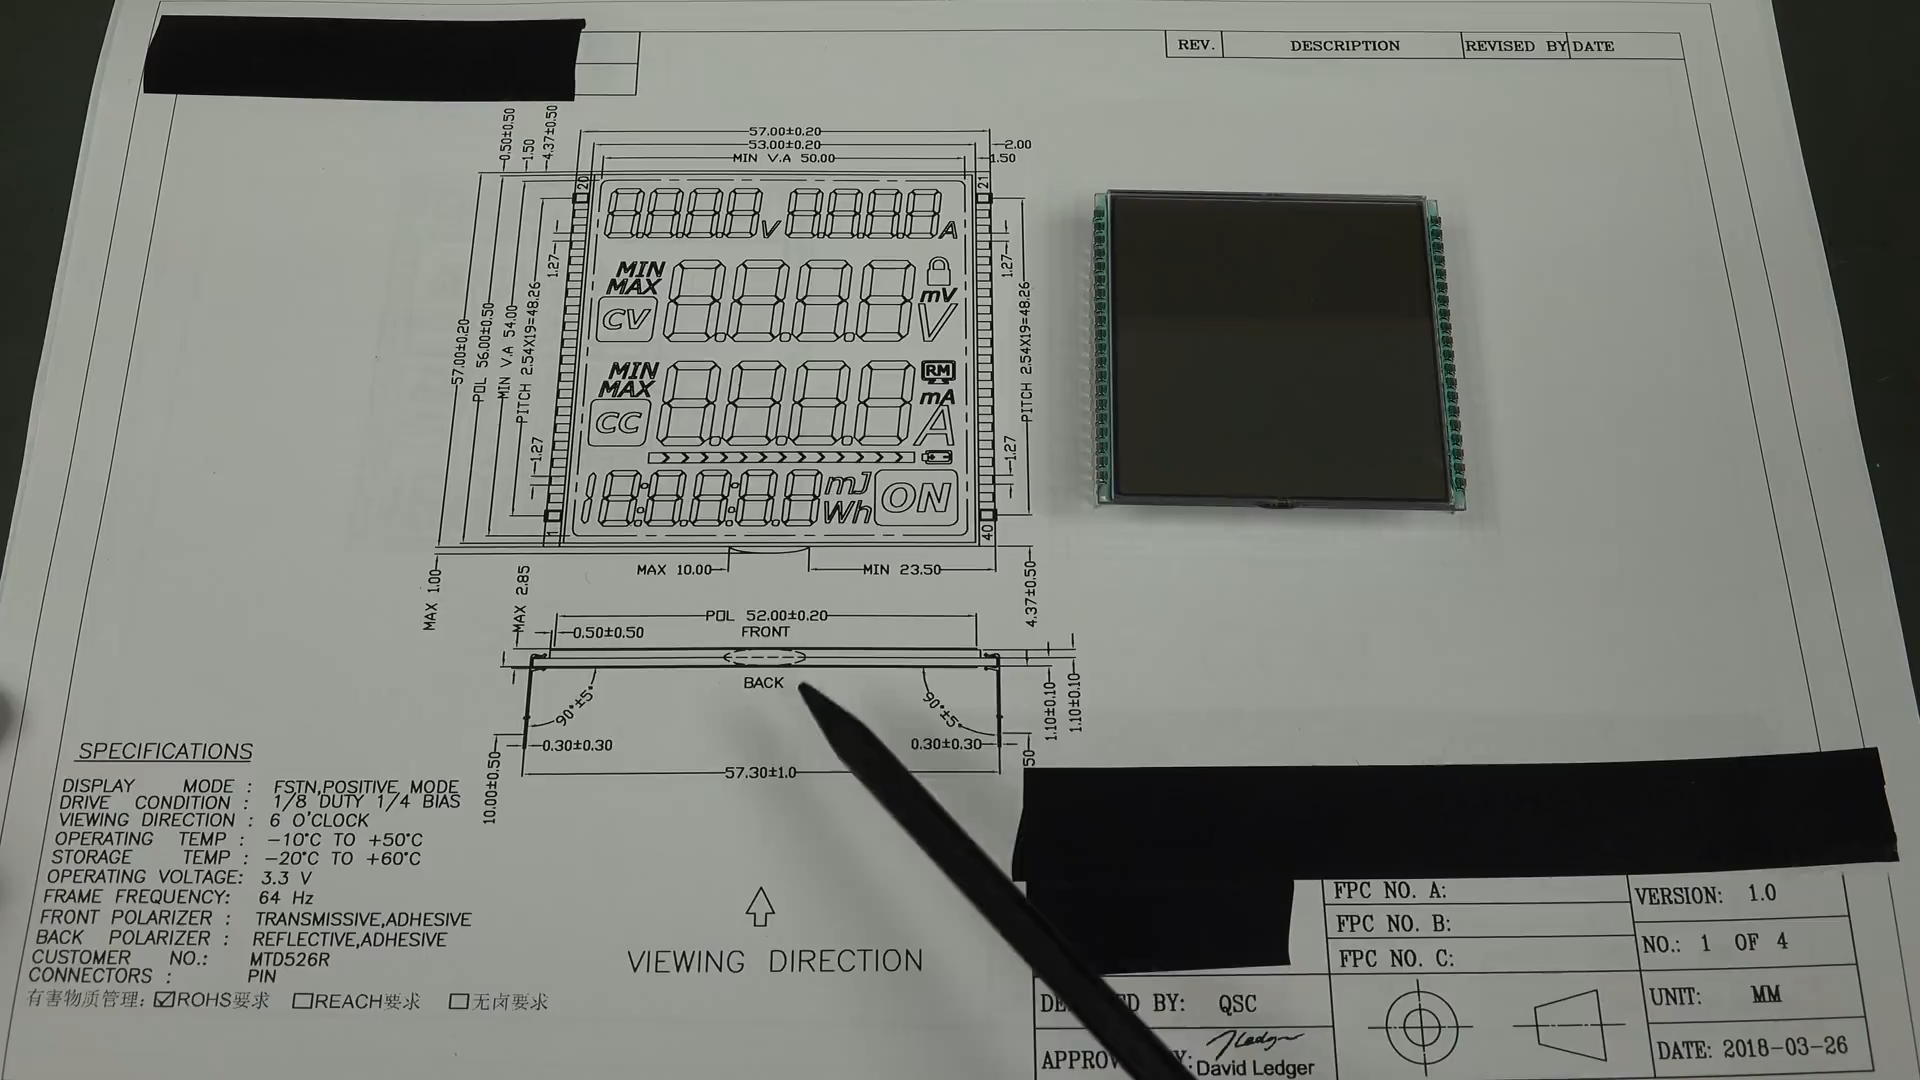 REV. DESCRIPTION REVISED BY DATE
0.50±0.50
1.50
4.37±0.50
57.00±0.20
53.00±0.20
MIN V.A 50.00
2.00
1.50
20
21
V
A
1.27
1.27
57.00±0.20
POL 56.00±0.50
MIN V.A 54.00
PITCH 2.54X19=48.26
PITCH 2.54X19=48.26
MIN
MAX
CV
mV
V
MIN
MAX
CC
RM
mA
A
1.27
1.27
mJ
Wh
ON
1
40
MAX 1.00
MAX 2.85
MAX 10.00
MIN 23.50
4.37±0.50
POL 52.00±0.20
0.50±0.50
FRONT
BACK
90°±5°
90°±5°
1.10±0.10
1.10±0.10
0.30±0.30
0.30±0.30
10.00±0.50
57.30±1.0
50
SPECIFICATIONS
DISPLAY MODE : FSTN,POSITIVE MODE
DRIVE CONDITION : 1/8 DUTY 1/4 BIAS
VIEWING DIRECTION : 6 O'CLOCK
OPERATING TEMP : -10°C TO +50°C
STORAGE TEMP : -20°C TO +60°C
OPERATING VOLTAGE: 3.3 V
FRAME FREQUENCY: 64 Hz
FRONT POLARIZER : TRANSMISSIVE,ADHESIVE
BACK POLARIZER : REFLECTIVE,ADHESIVE
CUSTOMER NO.: MTD526R
CONNECTORS : PIN
有害物质管理: ☑ROHS要求 ☐REACH要求 ☐无卤要求
VIEWING DIRECTION
FPC NO. A:
FPC NO. B:
FPC NO. C:
VERSION: 1.0
NO.: 1 OF 4
UNIT: MM
DATE: 2018-03-26
BY: QSC
David Ledger